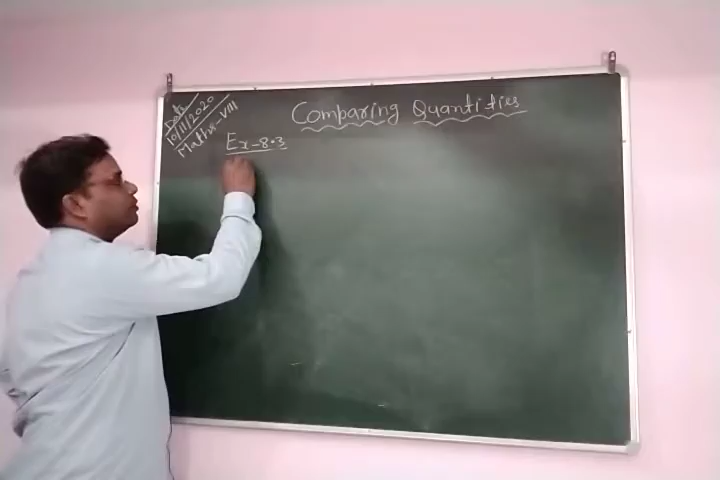 Date
10/11/2020
Maths-VIII
Comparing Quantities
Ex-8.3